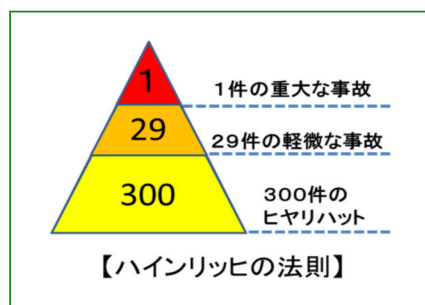 1
1件の重大な事故
29
29件の軽微な事故
300
300件の
ヒヤリハット
【ハインリッヒの法則】